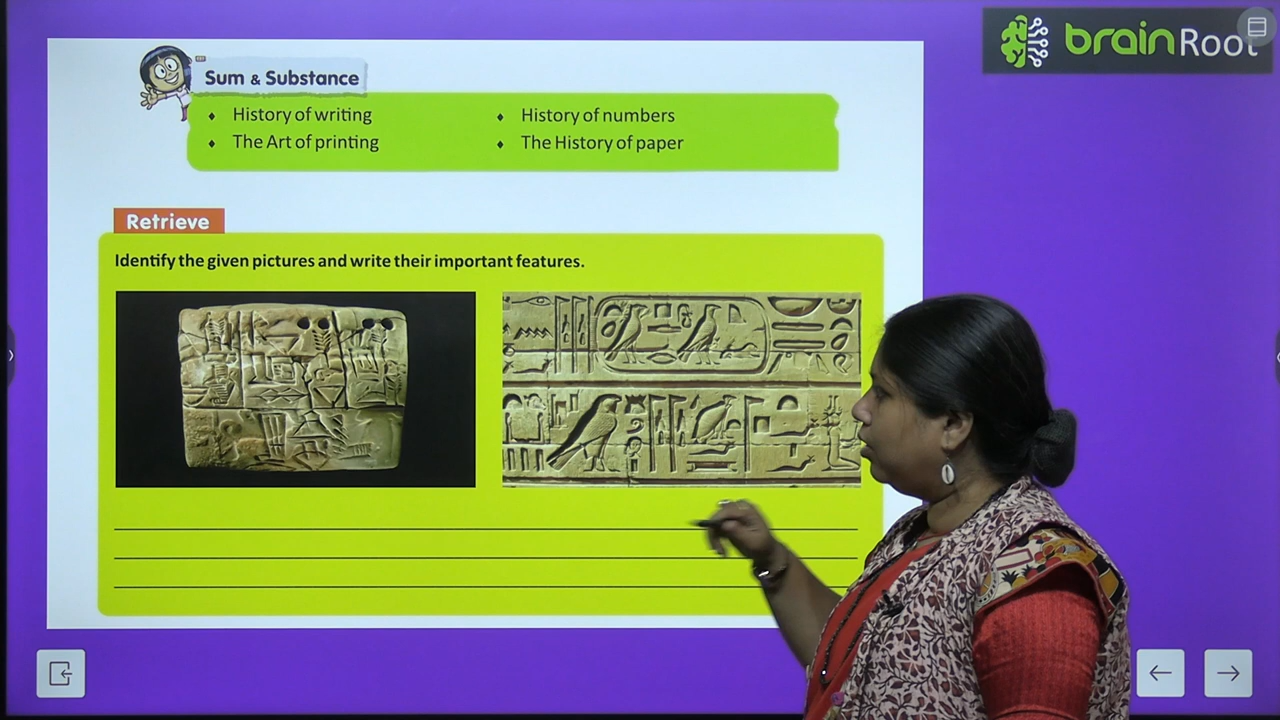 brainRoot
Sum & Substance
♦ History of writing
♦ The Art of printing
♦ History of numbers
♦ The History of paper
Retrieve
Identify the given pictures and write their important features.